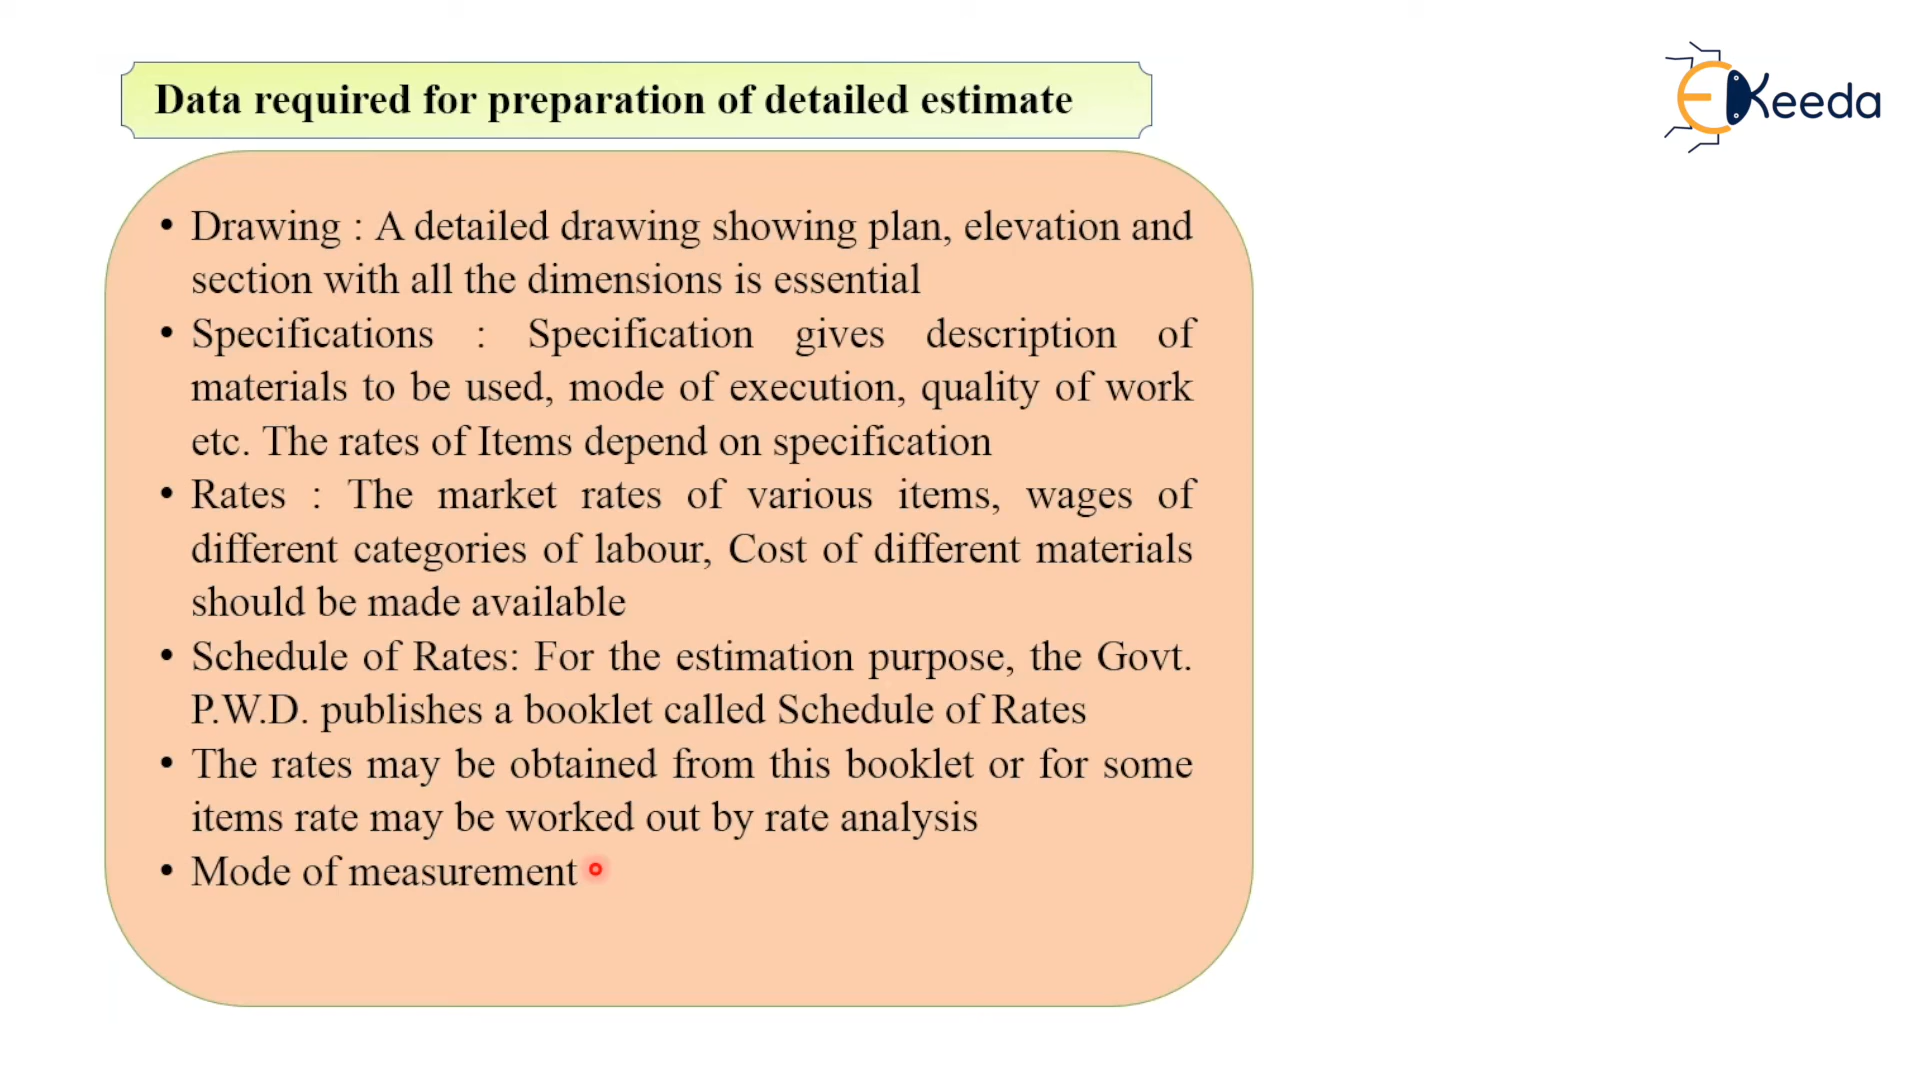 Data required for preparation of detailed estimate
EKeeda
• Drawing : A detailed drawing showing plan, elevation and
section with all the dimensions is essential
• Specifications : Specification gives description of
materials to be used, mode of execution, quality of work
etc. The rates of Items depend on specification
• Rates : The market rates of various items, wages of
different categories of labour, Cost of different materials
should be made available
• Schedule of Rates: For the estimation purpose, the Govt.
P.W.D. publishes a booklet called Schedule of Rates
• The rates may be obtained from this booklet or for some
items rate may be worked out by rate analysis
• Mode of measurement